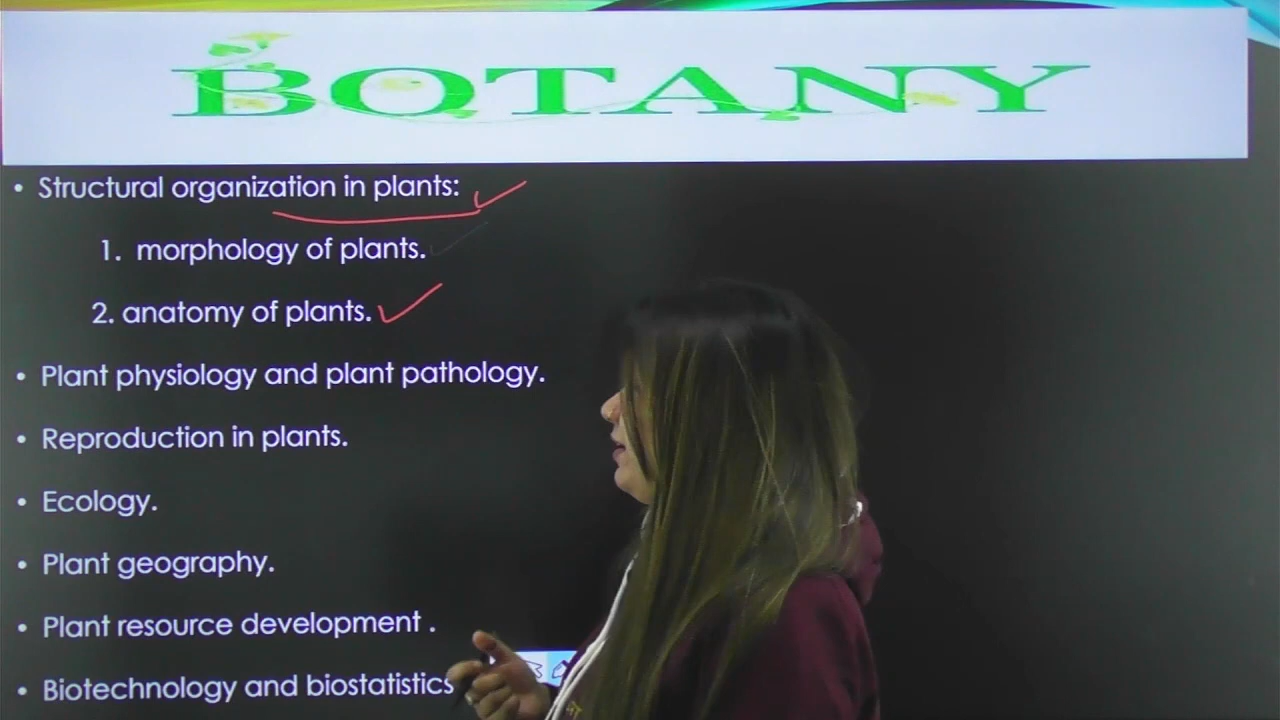 BOTANY
• Structural organization in plants:
1. morphology of plants.
2. anatomy of plants.
• Plant physiology and plant pathology.
• Reproduction in plants.
• Ecology.
• Plant geography.
• Plant resource development .
• Biotechnology and biostatistics